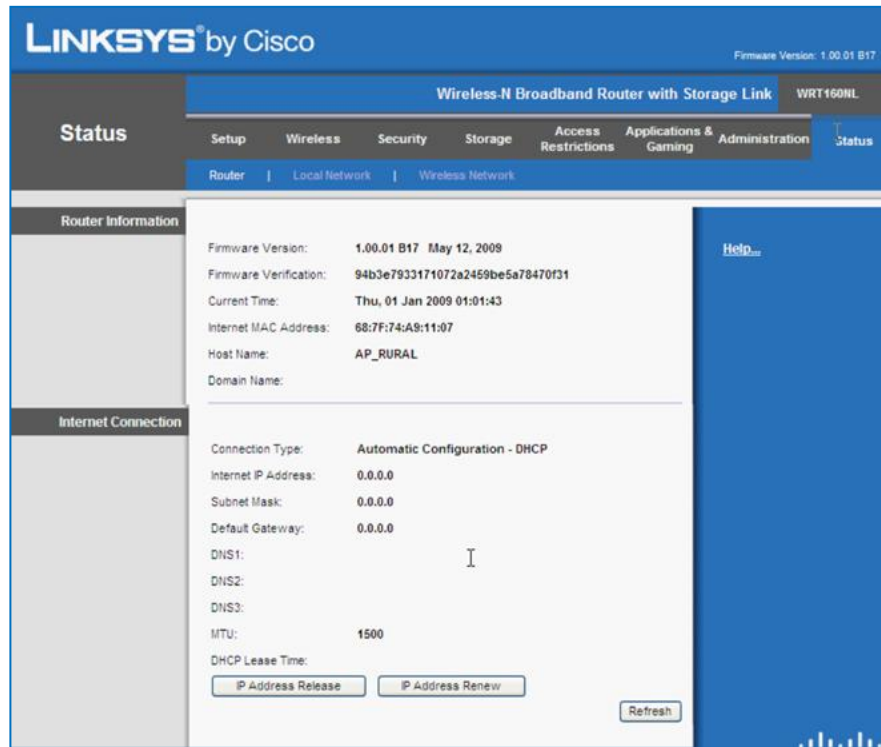 LINKSYS® by Cisco
Firmware Version: 1.00.01 B17
Wireless-N Broadband Router with Storage Link WRT160NL
Status
Setup Wireless Security Storage Access Restrictions Applications & Gaming Administration Status
Router | Local Network | Wireless Network
Router Information
Firmware Version: 1.00.01 B17 May 12, 2009
Help...
Firmware Verification: 94b3e7933171072a2459be5a78470f31
Current Time: Thu, 01 Jan 2009 01:01:43
Internet MAC Address: 68:7F:74:A9:11:07
Host Name: AP_RURAL
Domain Name:
Internet Connection
Connection Type: Automatic Configuration - DHCP
Internet IP Address: 0.0.0.0
Subnet Mask: 0.0.0.0
Default Gateway: 0.0.0.0
DNS1:
DNS2:
DNS3:
MTU: 1500
DHCP Lease Time:
IP Address Release IP Address Renew
Refresh